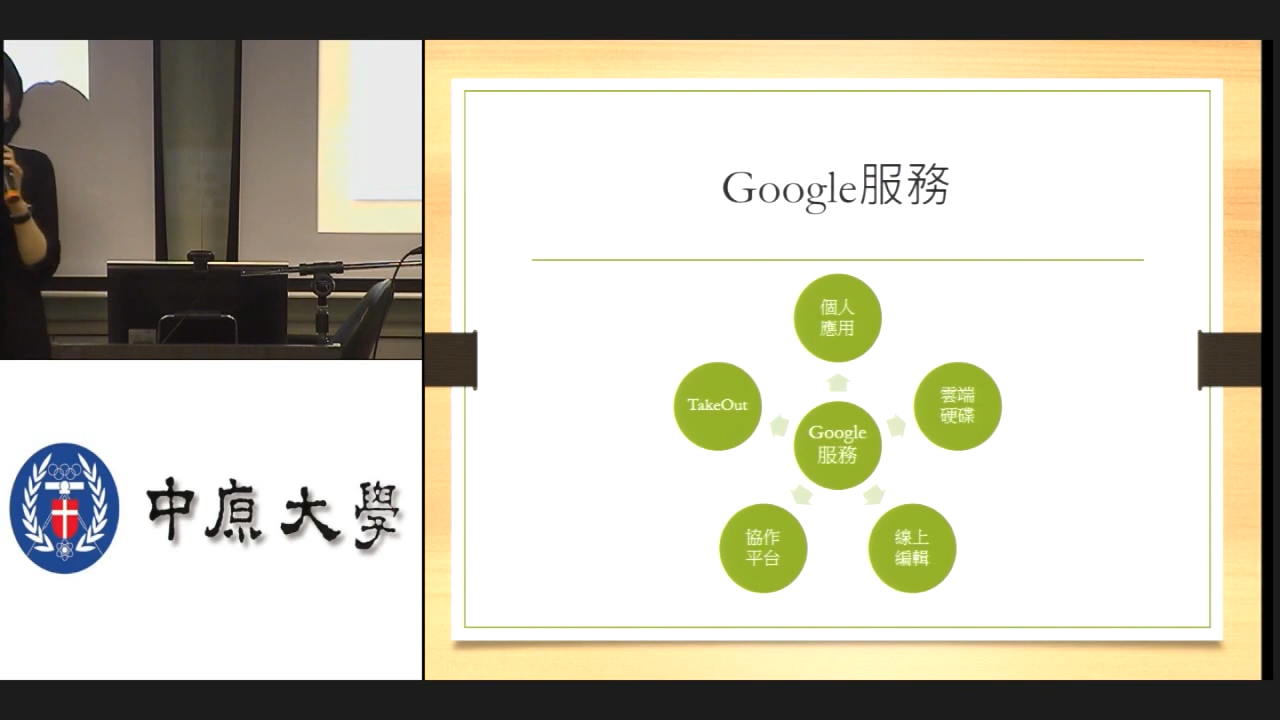 Google服務
個人
應用
雲端
硬碟
TakeOut
Google
服務
協作
平台
線上
編輯
中原大學